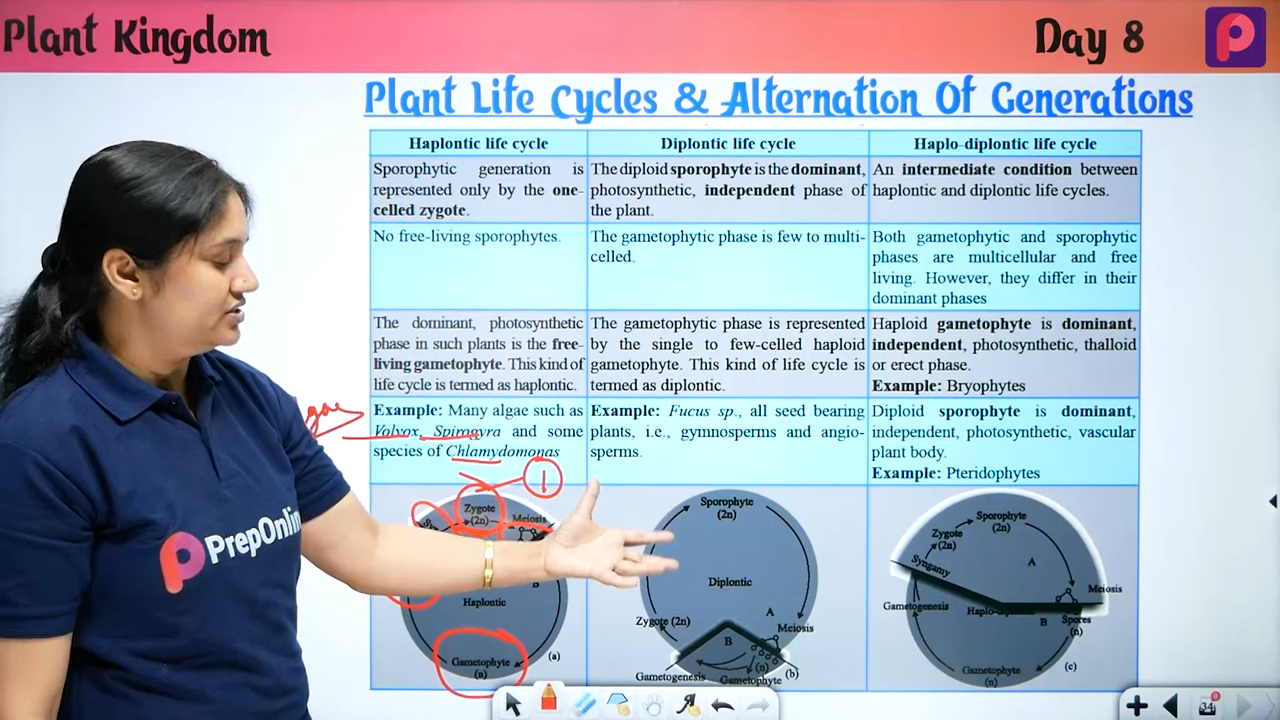 Plant Kingdom
Day 8
Plant Life Cycles & Alternation Of Generations
Haplontic life cycle
Diplontic life cycle
Haplo-diplontic life cycle
Sporophytic generation is
represented only by the one-
celled zygote.
The diploid sporophyte is the dominant,
photosynthetic, independent phase of
the plant.
An intermediate condition between
haplontic and diplontic life cycles.
No free-living sporophytes.
The gametophytic phase is few to multi-
celled.
Both gametophytic and sporophytic
phases are multicellular and free
living. However, they differ in their
dominant phases
The dominant, photosynthetic
phase in such plants is the free-
living gametophyte. This kind of
life cycle is termed as haplontic.
The gametophytic phase is represented
by the single to few-celled haploid
gametophyte. This kind of life cycle is
termed as diplontic.
Haploid gametophyte is dominant,
independent, photosynthetic, thalloid
or erect phase.
Example: Bryophytes
Example: Many algae such as
Volvox, Spirogyra and some
species of Chlamydomonas
Example: Fucus sp., all seed bearing
plants, i.e., gymnosperms and angio-
sperms.
Diploid sporophyte is dominant,
independent, photosynthetic, vascular
plant body.
Example: Pteridophytes
1
Zygote
(2n)
Meiosis
B
Haplontic
Gametophyte
(n)
(a)
Sporophyte
(2n)
Diplontic
Zygote (2n)
A
Meiosis
B
(n)
(b)
Gametogenesis
Gametophyte
Sporophyte
(2n)
Zygote
(2n)
Syngamy
A
Meiosis
Gametogenesis
B
Spores
(n)
Gametophyte
(n)
(c)
PrepOnlin
34